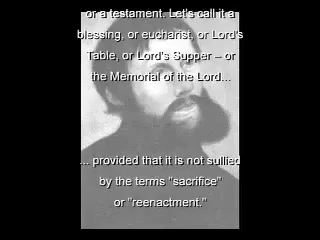 or a testament. Let's call it a
blessing, or eucharist, or Lord's
Table, or Lord's Supper – or
the Memorial of the Lord...
... provided that it is not sullied
by the terms "sacrifice"
or "reenactment."